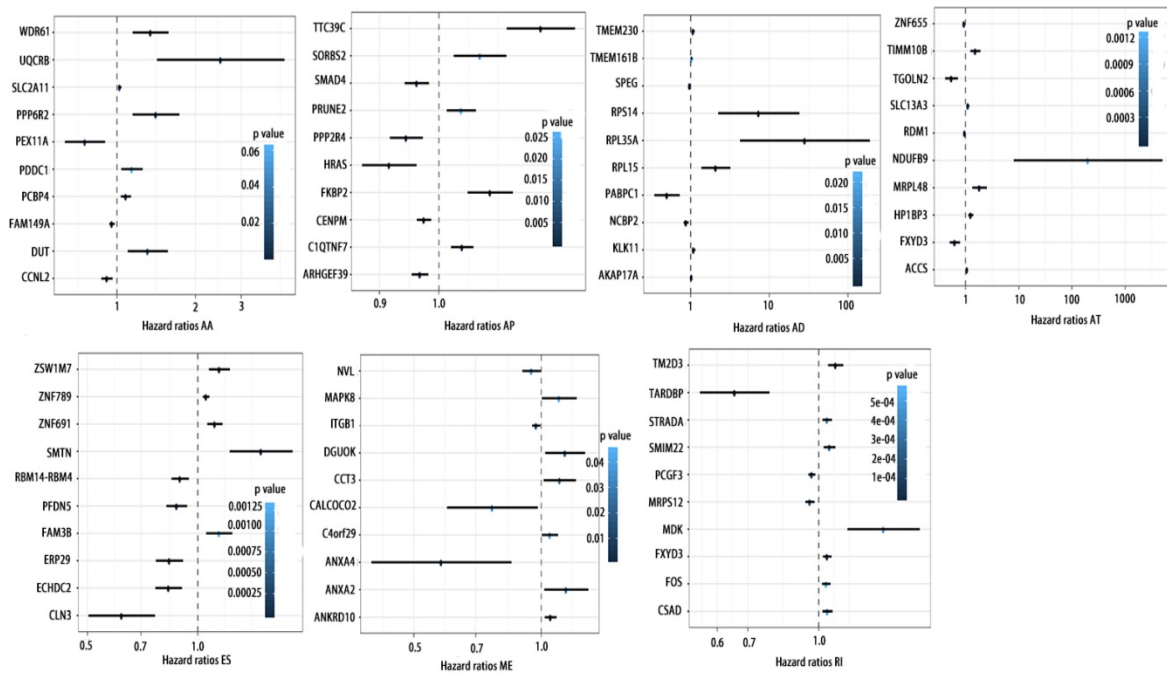 WDR61
UQCRB
SLC2A11
PPP6R2
PEX11A
PDDC1
PCBP4
FAM149A
DUT
CCNL2
p value
0.06
0.04
0.02
1
2
3
Hazard ratios AA
TTC39C
SORBS2
SMAD4
PRUNE2
PPP2R4
HRAS
FKBP2
CENPM
C1QTNF7
ARHGEF39
p value
0.025
0.020
0.015
0.010
0.005
0.9
1.0
Hazard ratios AP
TMEM230
TMEM161B
SPEG
RPS14
RPL35A
RPL15
PABPC1
NCBP2
KLK11
AKAP17A
p value
0.020
0.015
0.010
0.005
1
10
100
Hazard ratios AD
ZNF655
TIMM10B
TGOLN2
SLC13A3
RDM1
NDUFB9
MRPL48
HP1BP3
FXYD3
ACCS
p value
0.0012
0.0009
0.0006
0.0003
1
10
100
1000
Hazard ratios AT
ZSW1M7
ZNF789
ZNF691
SMTN
RBM14-RBM4
PFDN5
FAM3B
ERP29
ECHDC2
CLN3
p value
0.00125
0.00100
0.00075
0.00050
0.00025
0.5
0.7
1.0
Hazard ratios ES
NVL
MAPK8
ITGB1
DGUOK
CCT3
CALCOCO2
C4orf29
ANXA4
ANXA2
ANKRD10
p value
0.04
0.03
0.02
0.01
0.5
0.7
1.0
Hazard ratios ME
TM2D3
TARDBP
STRADA
SMIM22
PCGF3
MRPS12
MDK
FXYD3
FOS
CSAD
p value
5e-04
4e-04
3e-04
2e-04
1e-04
0.6
0.7
1.0
Hazard ratios RI